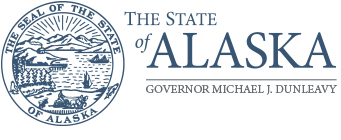 THE SEAL OF THE STATE
OF ALASKA
THE STATE
of ALASKA
GOVERNOR MICHAEL J. DUNLEAVY